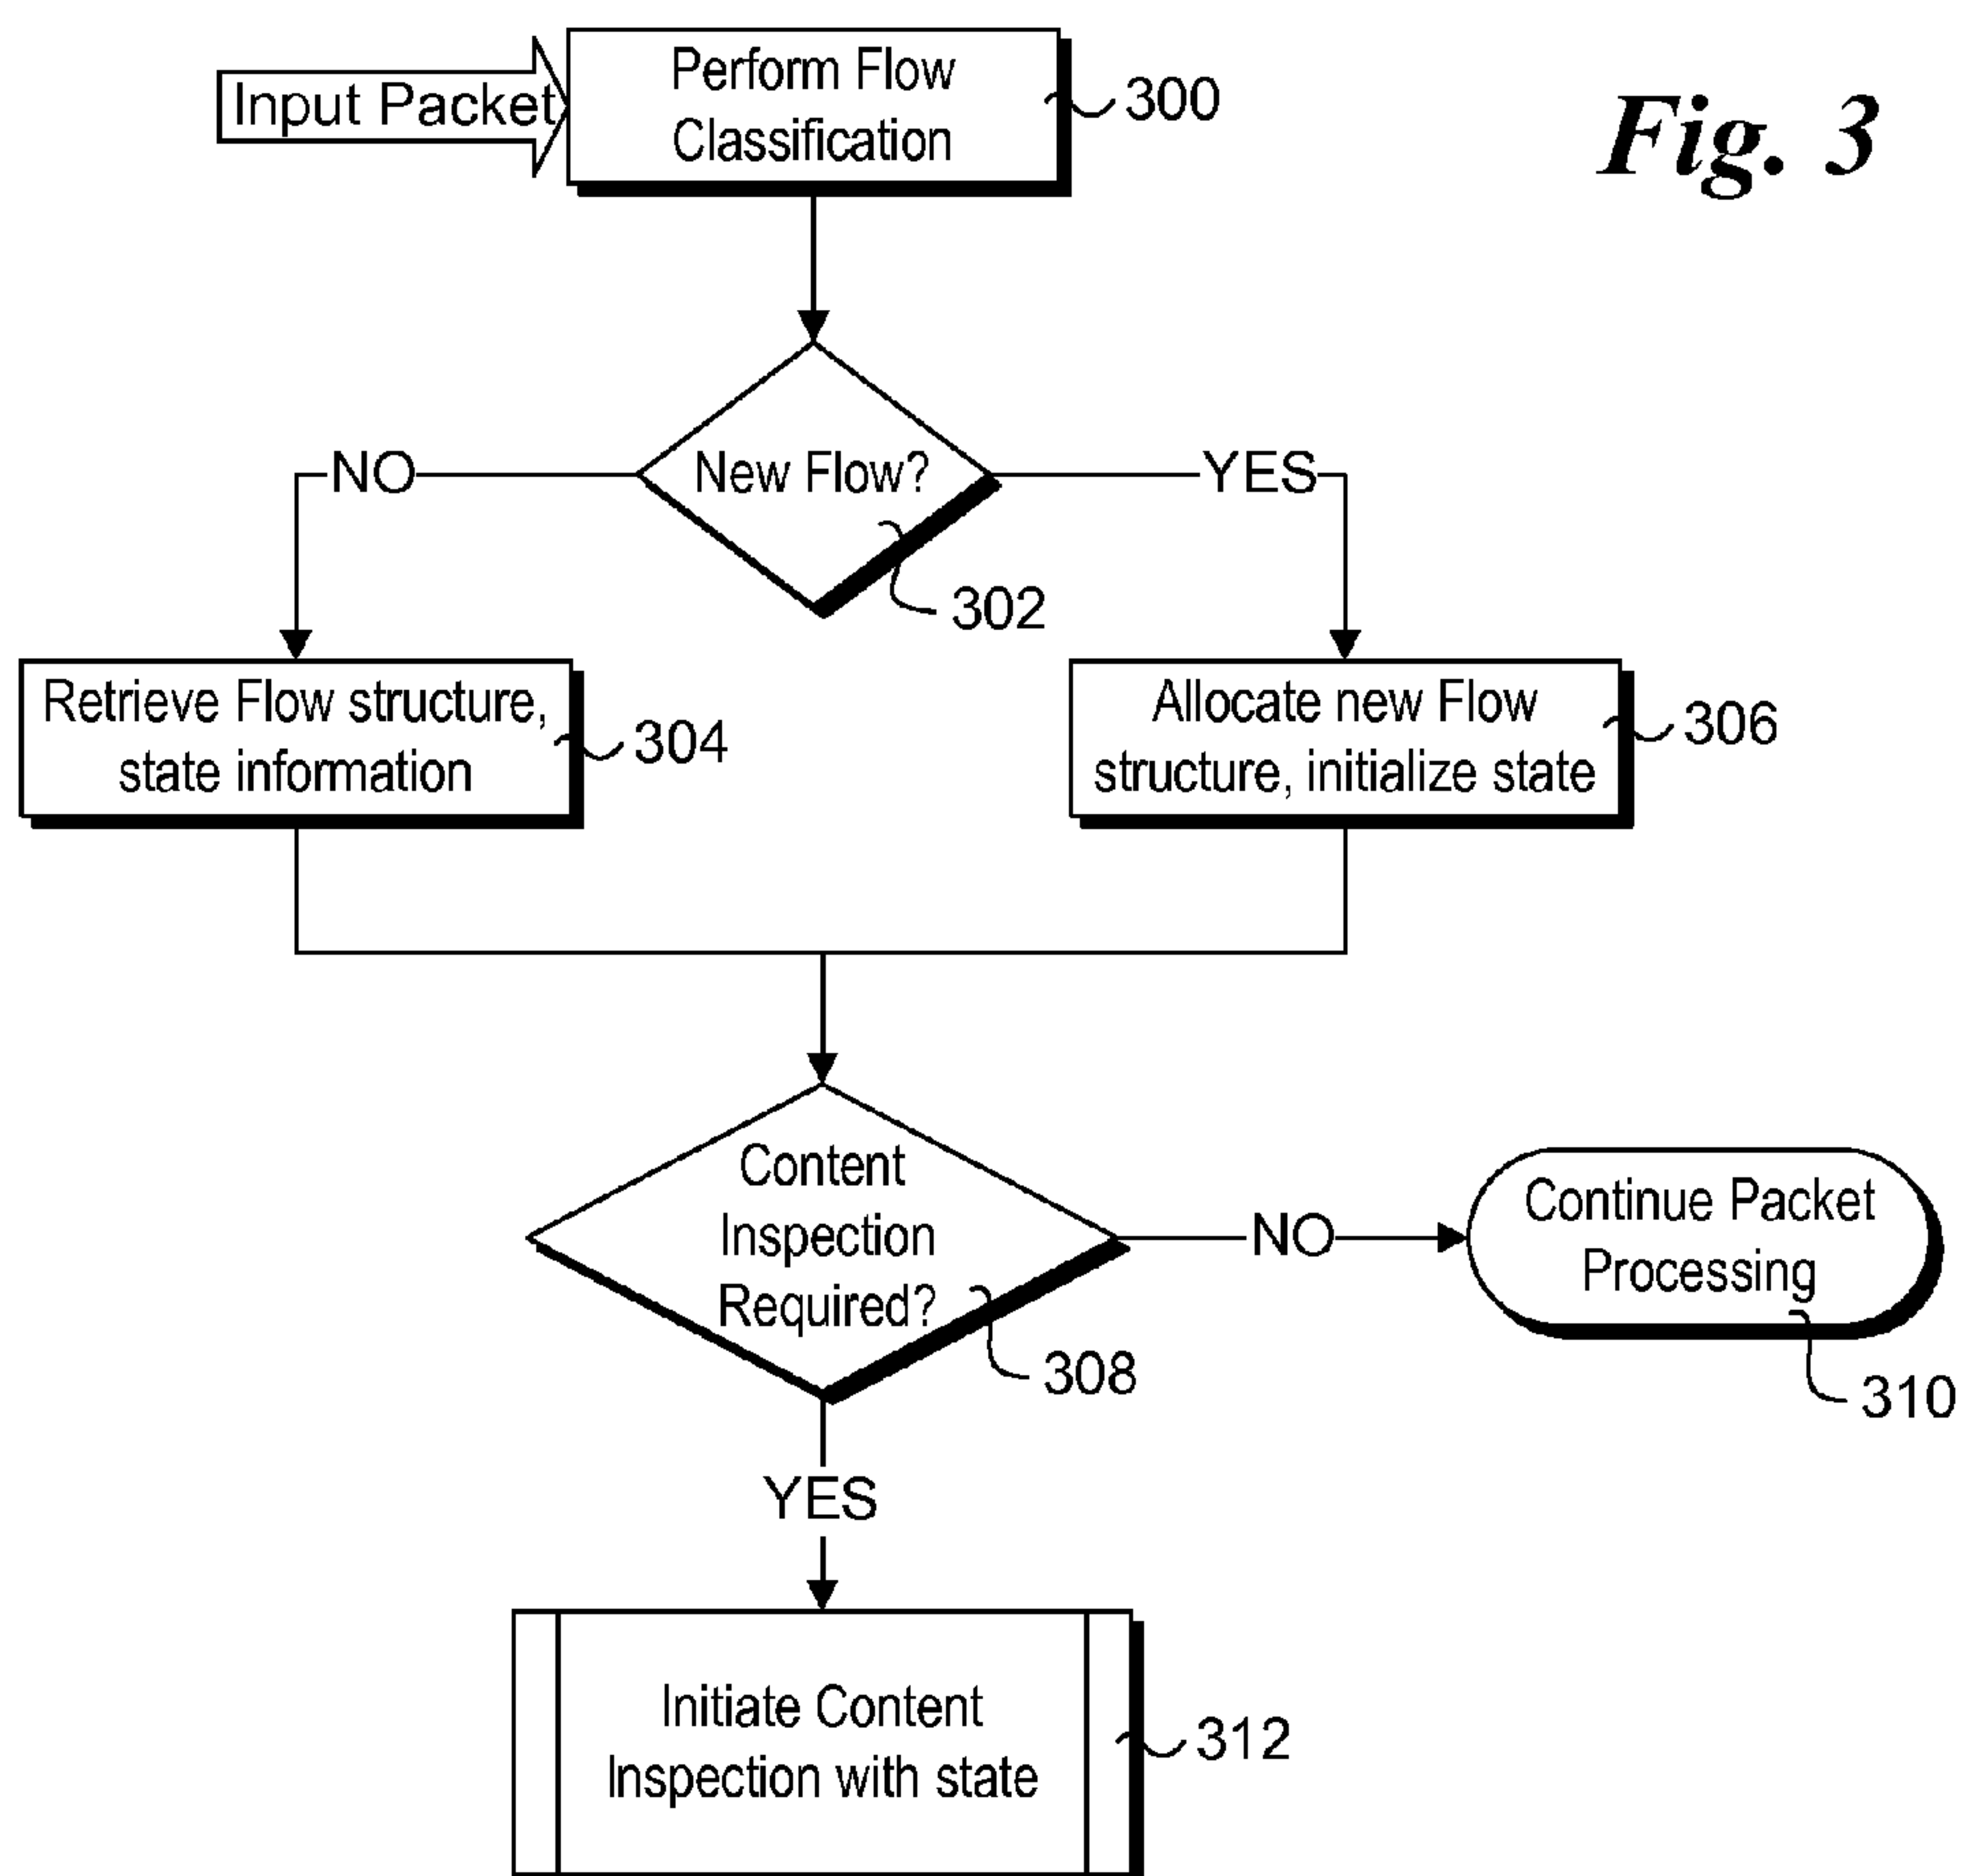 Input Packet
Perform Flow
Classification
300
Fig. 3
New Flow?
NO
YES
302
Retrieve Flow structure,
state information
304
Allocate new Flow
structure, initialize state
306
Content
Inspection
Required?
308
NO
Continue Packet
Processing
310
YES
Initiate Content
Inspection with state
312